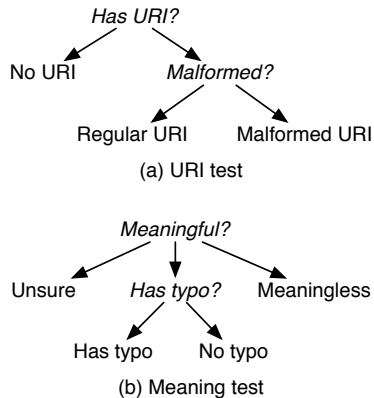 Has URI?
No URI Malformed?
Regular URI Malformed URI
(a) URI test
Meaningful?
Unsure Has typo? Meaningless
Has typo No typo
(b) Meaning test